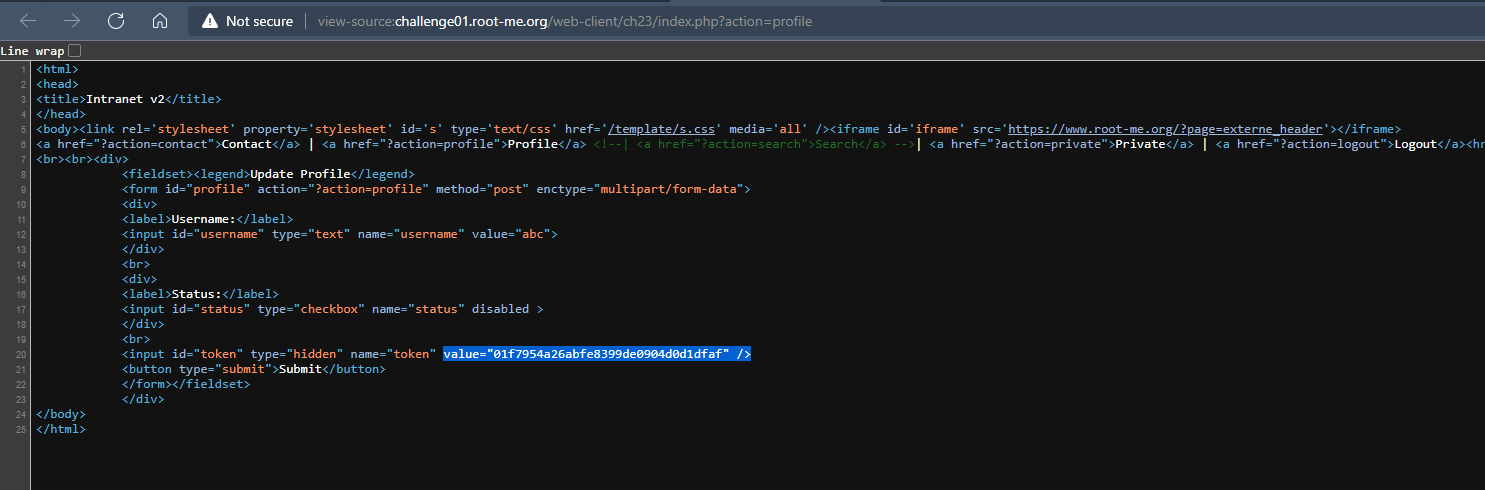 Not secure view-source:challenge01.root-me.org/web-client/ch23/index.php?action=profile
Line wrap
1 <html>
2 <head>
3 <title>Intranet v2</title>
4 </head>
5 <body><link rel='stylesheet' property='stylesheet' id='s' type='text/css' href='/template/s.css' media='all' /><iframe id='iframe' src='https://www.root-me.org/?page=externe_header'></iframe>
6 <a href="?action=contact">Contact</a> | <a href="?action=profile">Profile</a> <!--| <a href="?action=search">Search</a> -->| <a href="?action=private">Private</a> | <a href="?action=logout">Logout</a><hr
7 <br><br><div>
8 <fieldset><legend>Update Profile</legend>
9 <form id="profile" action="?action=profile" method="post" enctype="multipart/form-data">
10 <div>
11 <label>Username:</label>
12 <input id="username" type="text" name="username" value="abc">
13 </div>
14 <br>
15 <div>
16 <label>Status:</label>
17 <input id="status" type="checkbox" name="status" disabled >
18 </div>
19 <br>
20 <input id="token" type="hidden" name="token" value="01f7954a26abfe8399de0904d0d1dfaf" />
21 <button type="submit">Submit</button>
22 </form></fieldset>
23 </div>
24 </body>
25 </html>